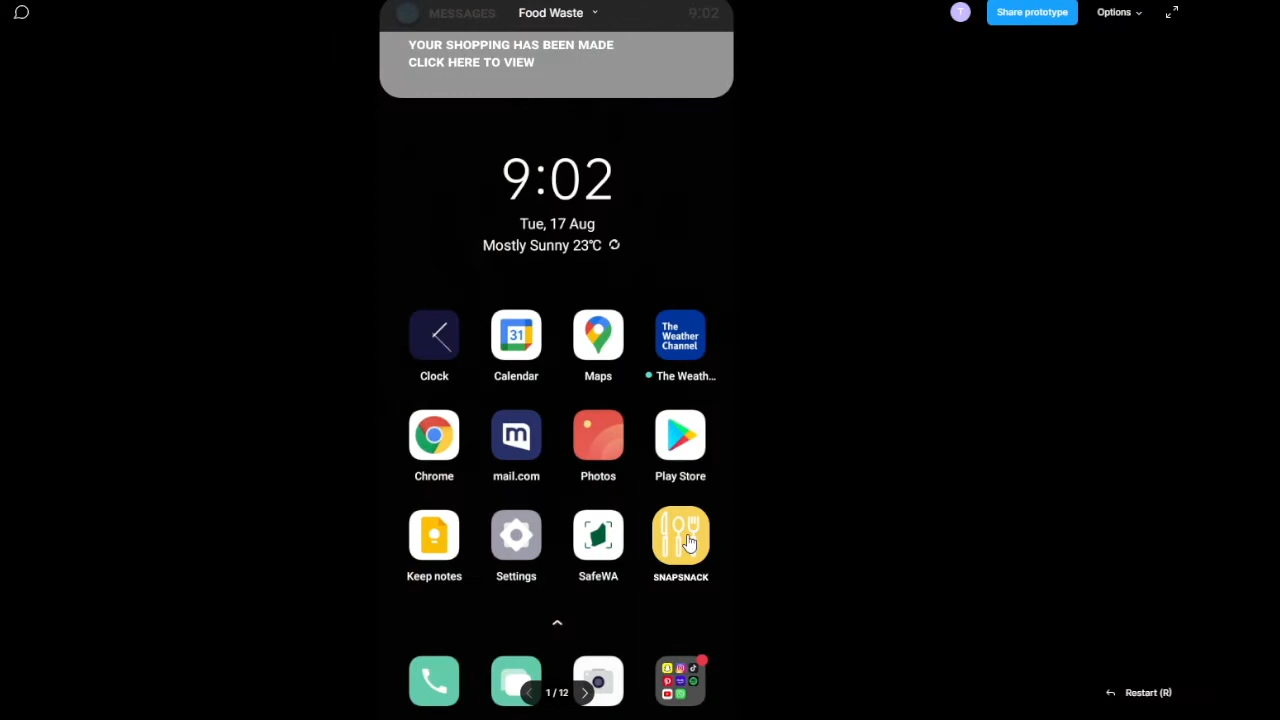 MESSAGES
Food Waste
9:02
T
Share prototype
Options
YOUR SHOPPING HAS BEEN MADE
CLICK HERE TO VIEW
9:02
Tue, 17 Aug
Mostly Sunny 23℃
31
The
Weather
Channel
Clock
Calendar
Maps
The Weath...
m
Chrome
mail.com
Photos
Play Store
Keep notes
Settings
SafeWA
SNAPSNACK
1 / 12
Restart (R)